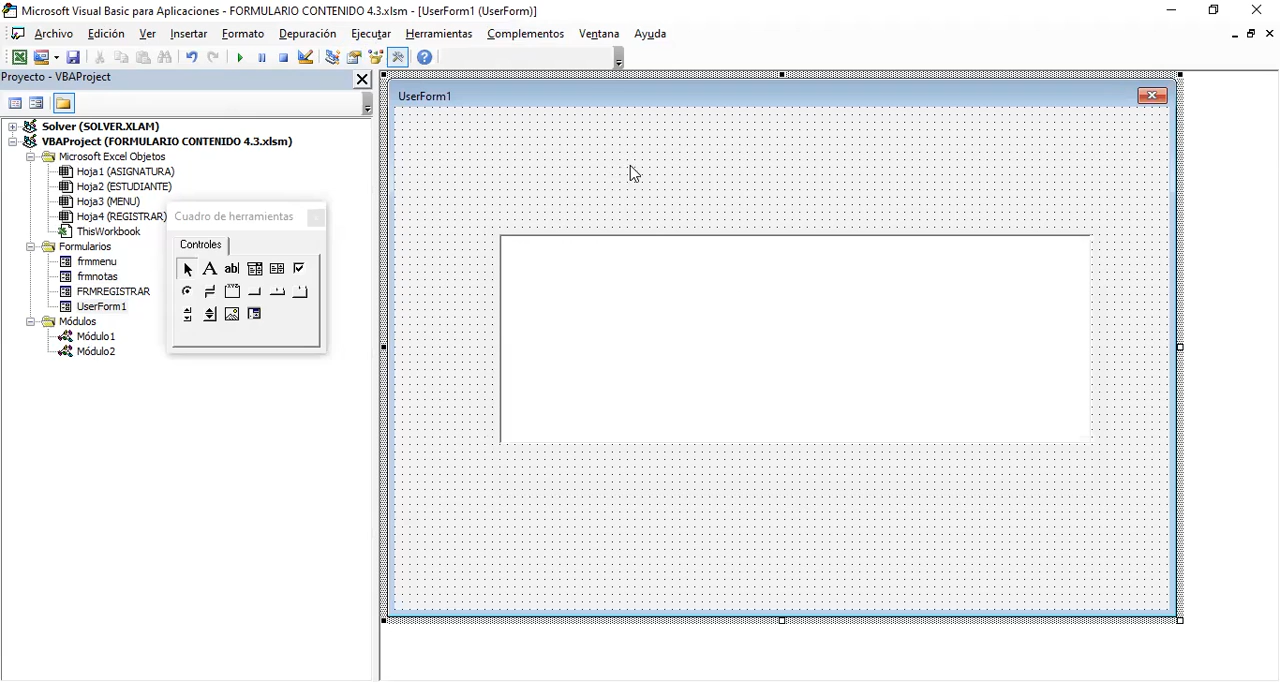 Microsoft Visual Basic para Aplicaciones - FORMULARIO CONTENIDO 4.3.xlsm - [UserForm1 (UserForm)]
Archivo Edición Ver Insertar Formato Depuración Ejecutar Herramientas Complementos Ventana Ayuda
Proyecto - VBAProject
Solver (SOLVER.XLAM)
VBAProject (FORMULARIO CONTENIDO 4.3.xlsm)
Microsoft Excel Objetos
Hoja1 (ASIGNATURA)
Hoja2 (ESTUDIANTE)
Hoja3 (MENU)
Hoja4 (REGISTRAR)
ThisWorkbook
Formularios
frmmenu
frmnotas
FRMREGISTRAR
UserForm1
Módulos
Módulo1
Módulo2
Cuadro de herramientas
Controles
A abl
XYZ
UserForm1